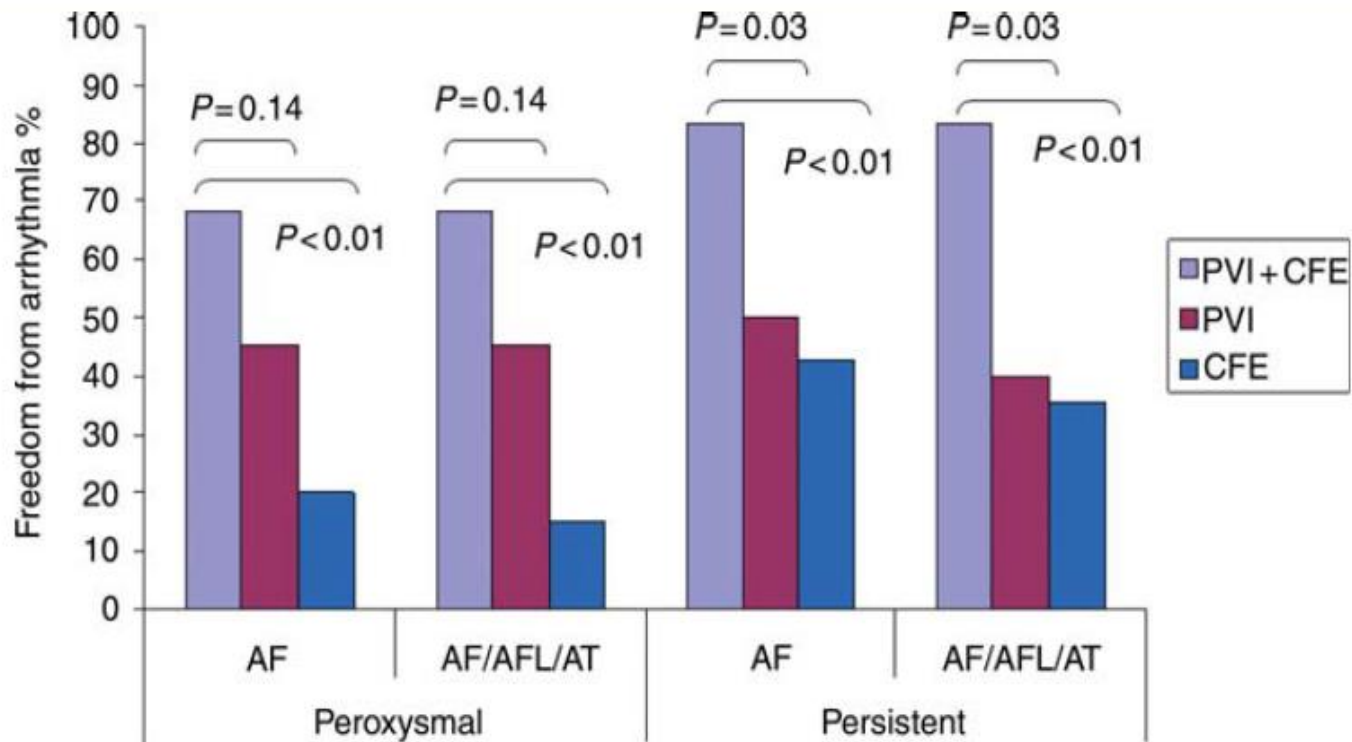 Freedom from arrhythmla %
100
90
80
70
60
50
40
30
20
10
0
P=0.14
P<0.01
P=0.14
P<0.01
P=0.03
P<0.01
P=0.03
P<0.01
PVI+CFE
PVI
CFE
AF
AF/AFL/AT
AF
AF/AFL/AT
Peroxysmal
Persistent